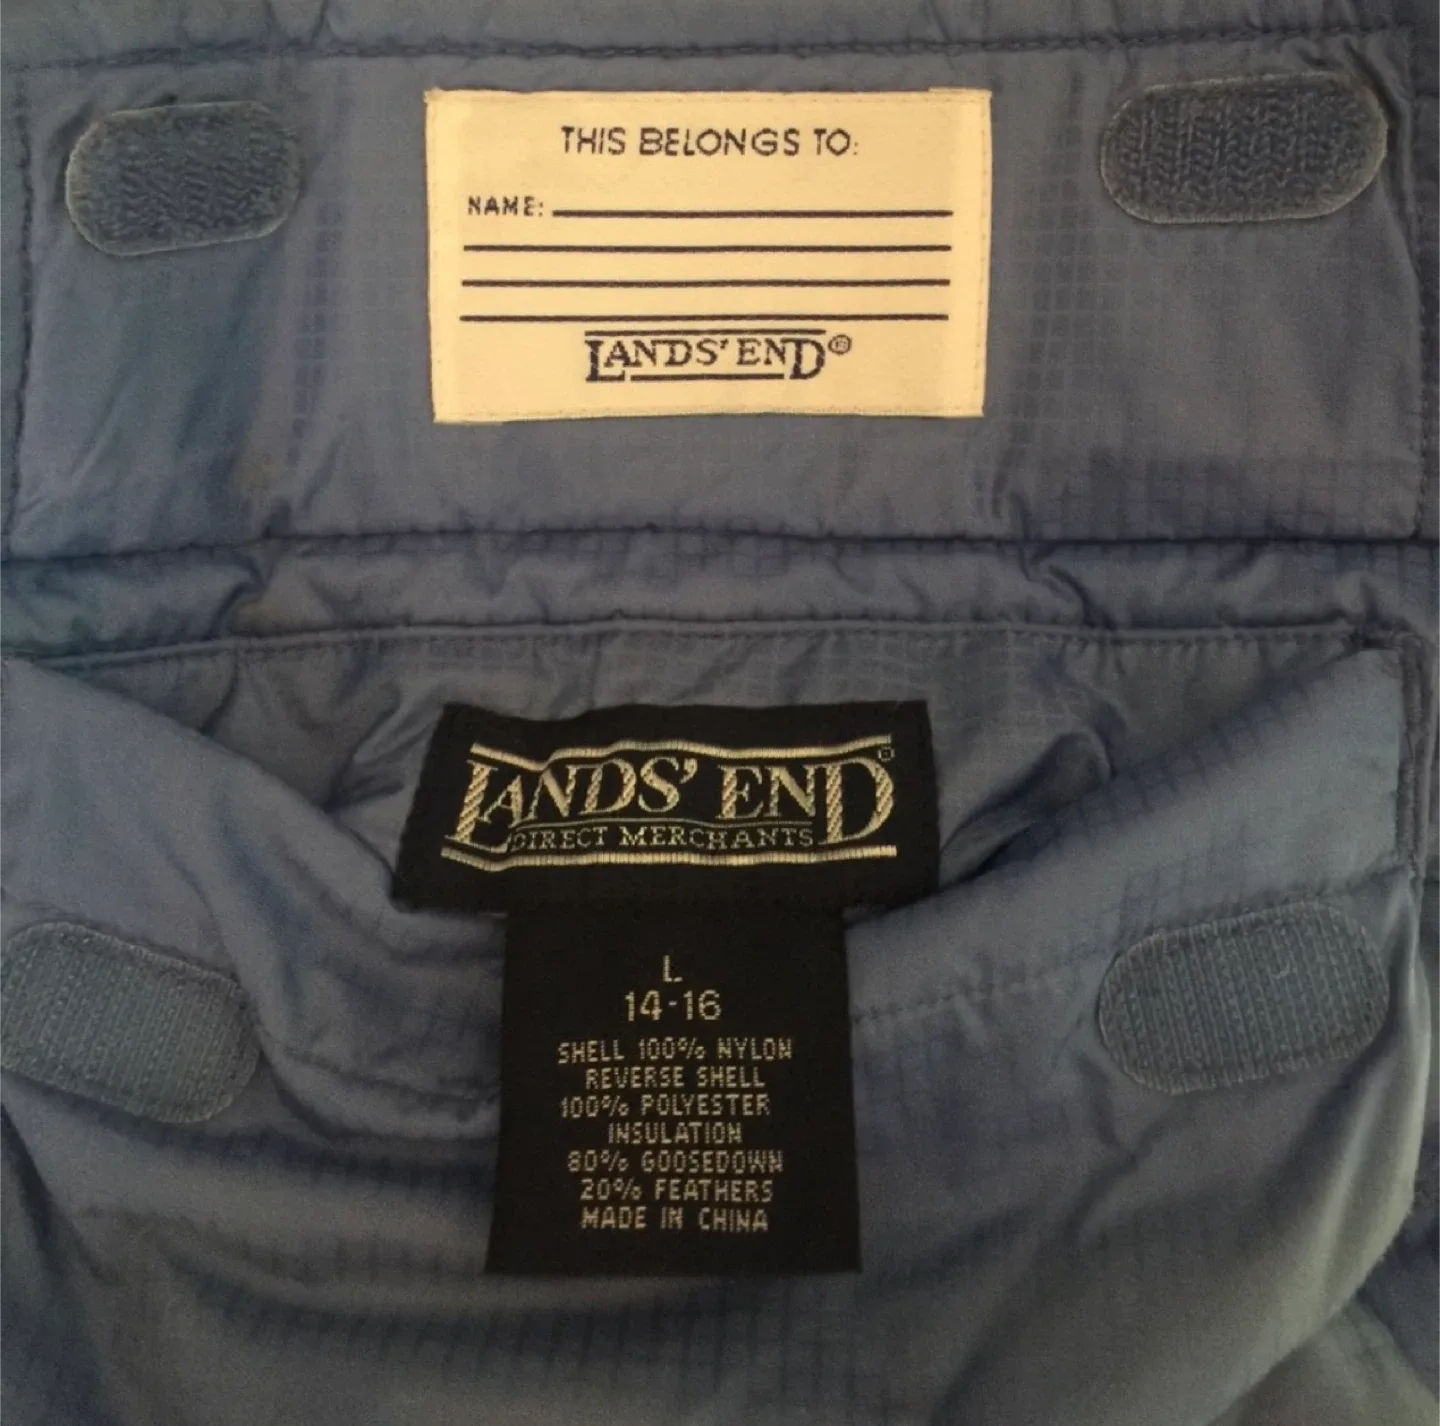 THIS BELONGS TO:
NAME:
LANDS' END®
LANDS' END®
DIRECT MERCHANTS
L
14-16
SHELL 100% NYLON
REVERSE SHELL
100% POLYESTER
INSULATION
80% GOOSEDOWN
20% FEATHERS
MADE IN CHINA